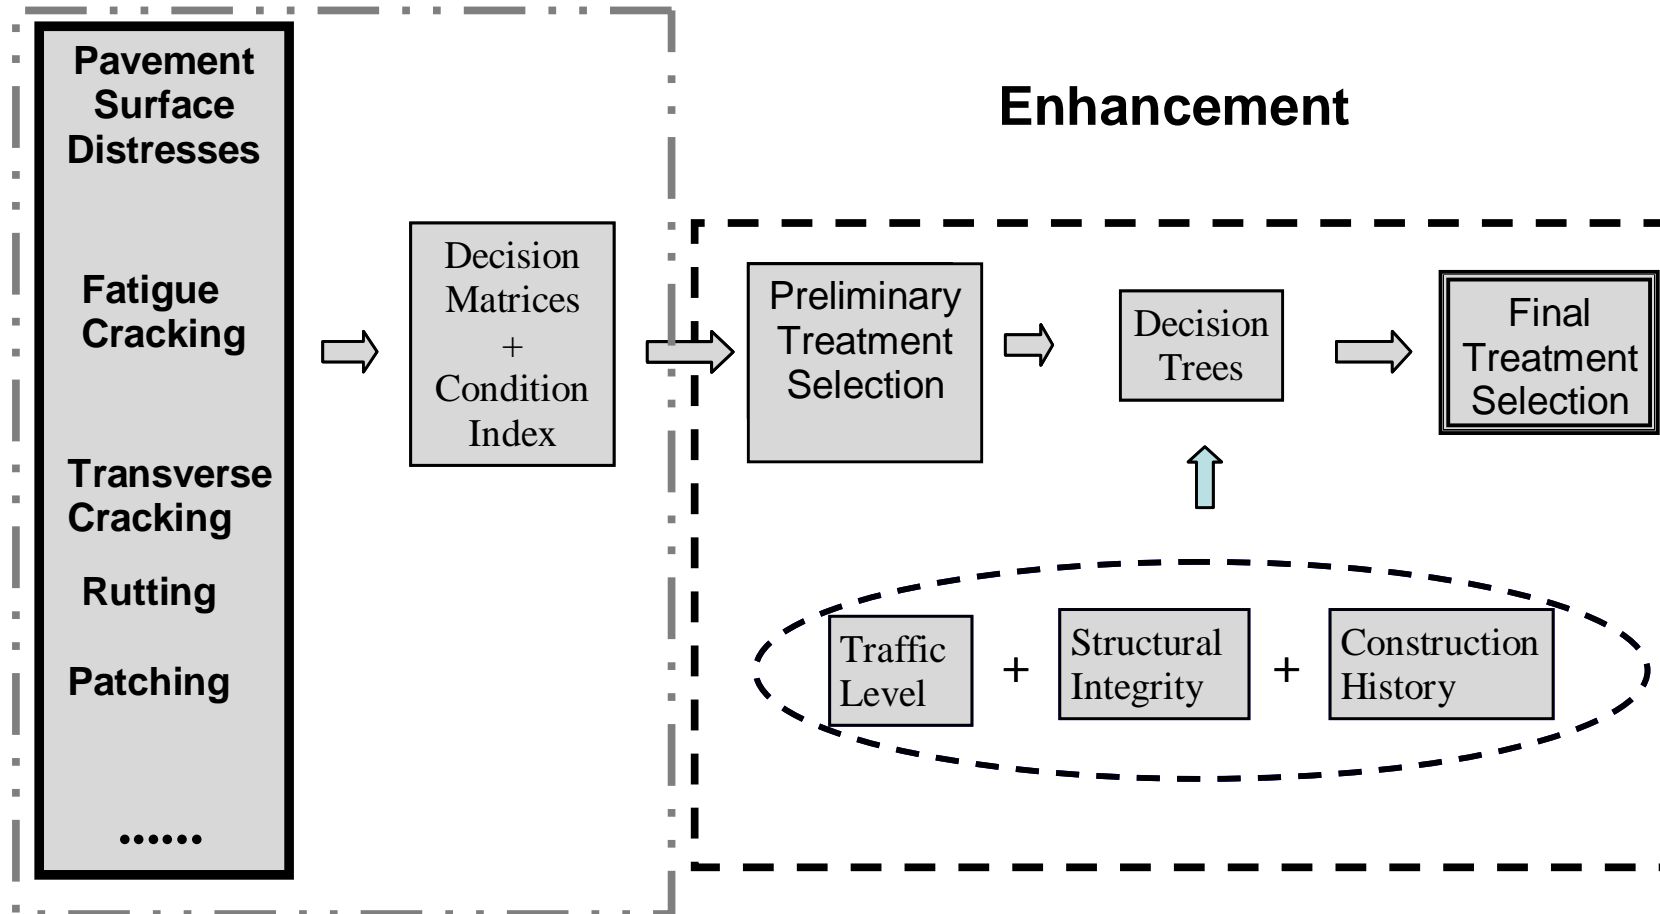 Pavement
Surface
Distresses
Fatigue
Cracking
Transverse
Cracking
Rutting
Patching
......
Decision
Matrices
+
Condition
Index
Enhancement
Preliminary
Treatment
Selection
Decision
Trees
Final
Treatment
Selection
Traffic
Level
+
Structural
Integrity
+
Construction
History